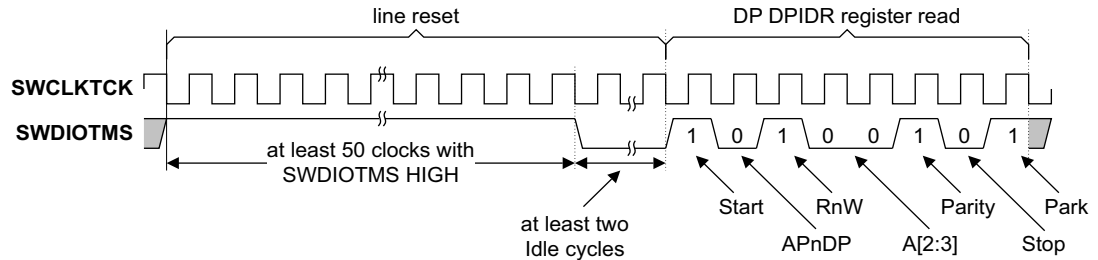 line reset
DP DPIDR register read
SWCLKTCK
SWDIOTMS
1 0 1 0 0 1 0 1
at least 50 clocks with
SWDIOTMS HIGH
at least two
Idle cycles
Start
RnW
Parity
Park
APnDP
A[2:3]
Stop